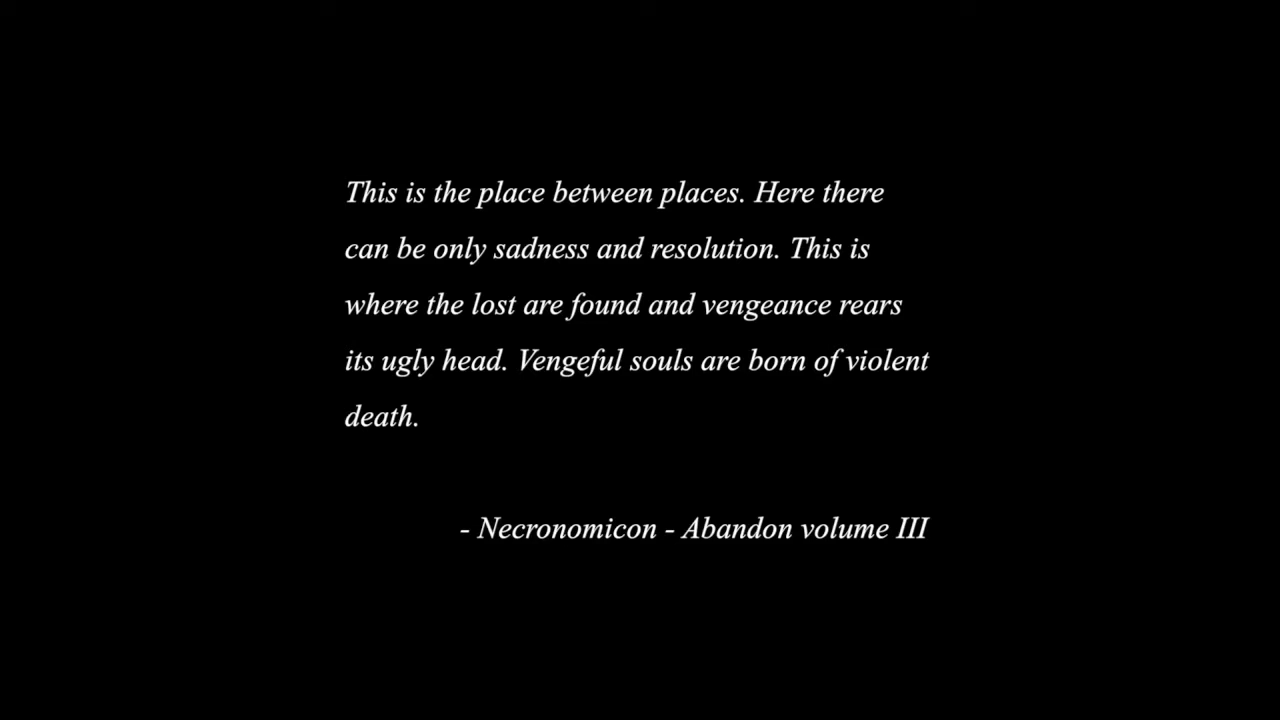 This is the place between places. Here there
can be only sadness and resolution. This is
where the lost are found and vengeance rears
its ugly head. Vengeful souls are born of violent
death.
- Necronomicon - Abandon volume III